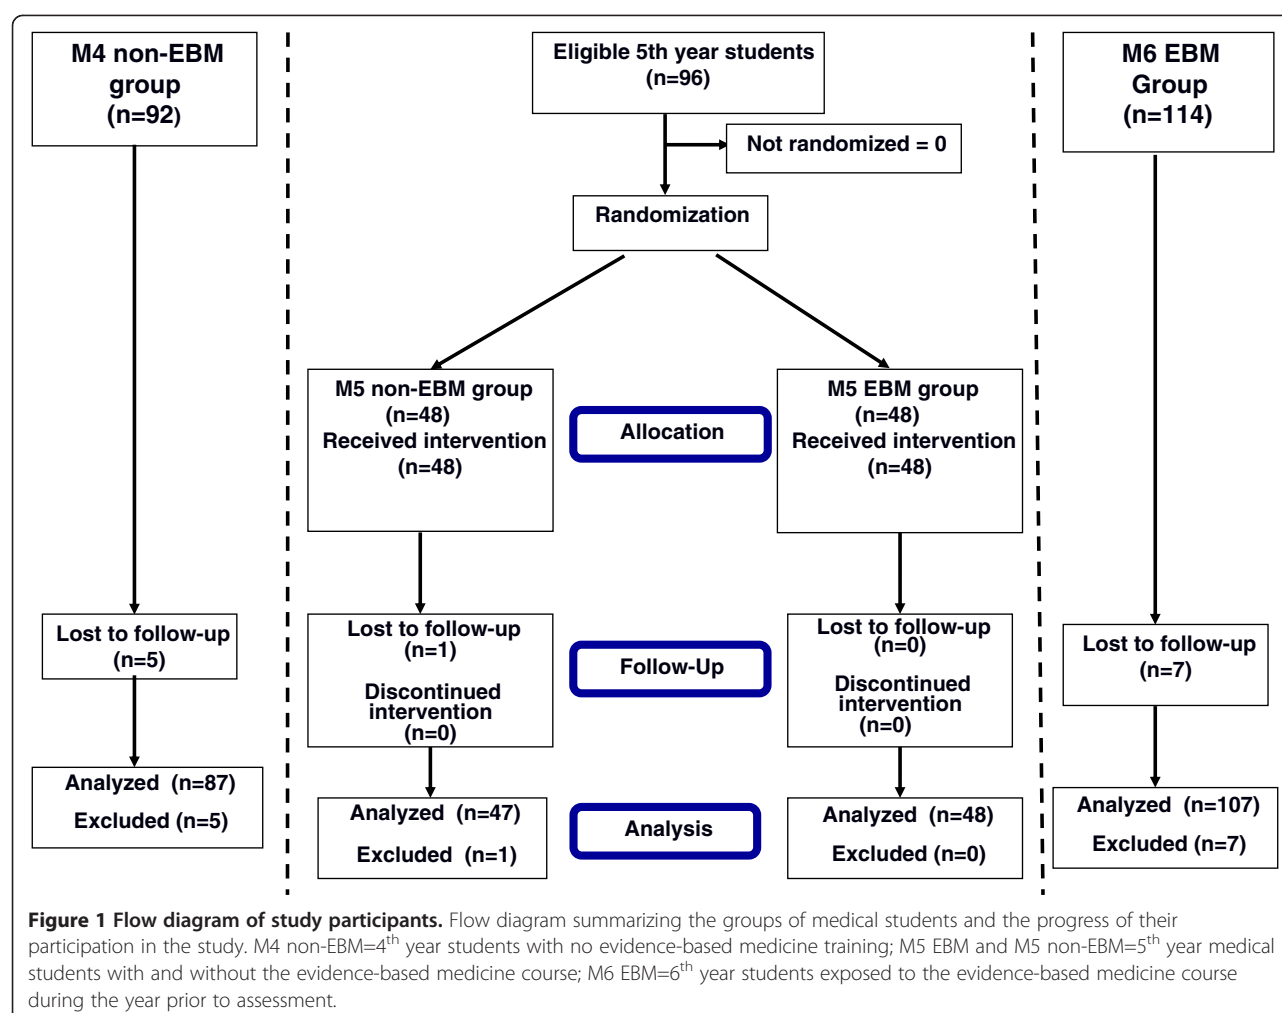 M4 non-EBM
group
(n=92)
Eligible 5th year students
(n=96)
M6 EBM
Group
(n=114)
Not randomized = 0
Randomization
M5 non-EBM group
(n=48)
Received intervention
(n=48)
Allocation
M5 EBM group
(n=48)
Received intervention
(n=48)
Lost to follow-up
(n=5)
Lost to follow-up
(n=1)
Discontinued
intervention
(n=0)
Follow-Up
Lost to follow-up
(n=0)
Discontinued
intervention
(n=0)
Lost to follow-up
(n=7)
Analyzed (n=87)
Excluded (n=5)
Analyzed (n=47)
Excluded (n=1)
Analysis
Analyzed (n=48)
Excluded (n=0)
Analyzed (n=107)
Excluded (n=7)
Figure 1 Flow diagram of study participants. Flow diagram summarizing the groups of medical students and the progress of their
participation in the study. M4 non-EBM=4th year students with no evidence-based medicine training; M5 EBM and M5 non-EBM=5th year medical
students with and without the evidence-based medicine course; M6 EBM=6th year students exposed to the evidence-based medicine course
during the year prior to assessment.